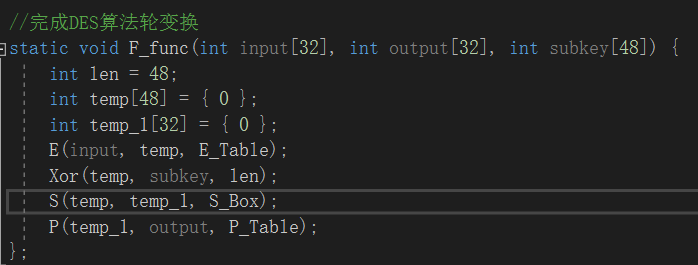 //完成DES算法轮变换
static void F_func(int input[32], int output[32], int subkey[48]) {
int len = 48;
int temp[48] = { 0 };
int temp_1[32] = { 0 };
E(input, temp, E_Table);
Xor(temp, subkey, len);
S(temp, temp_1, S_Box);
P(temp_1, output, P_Table);
};